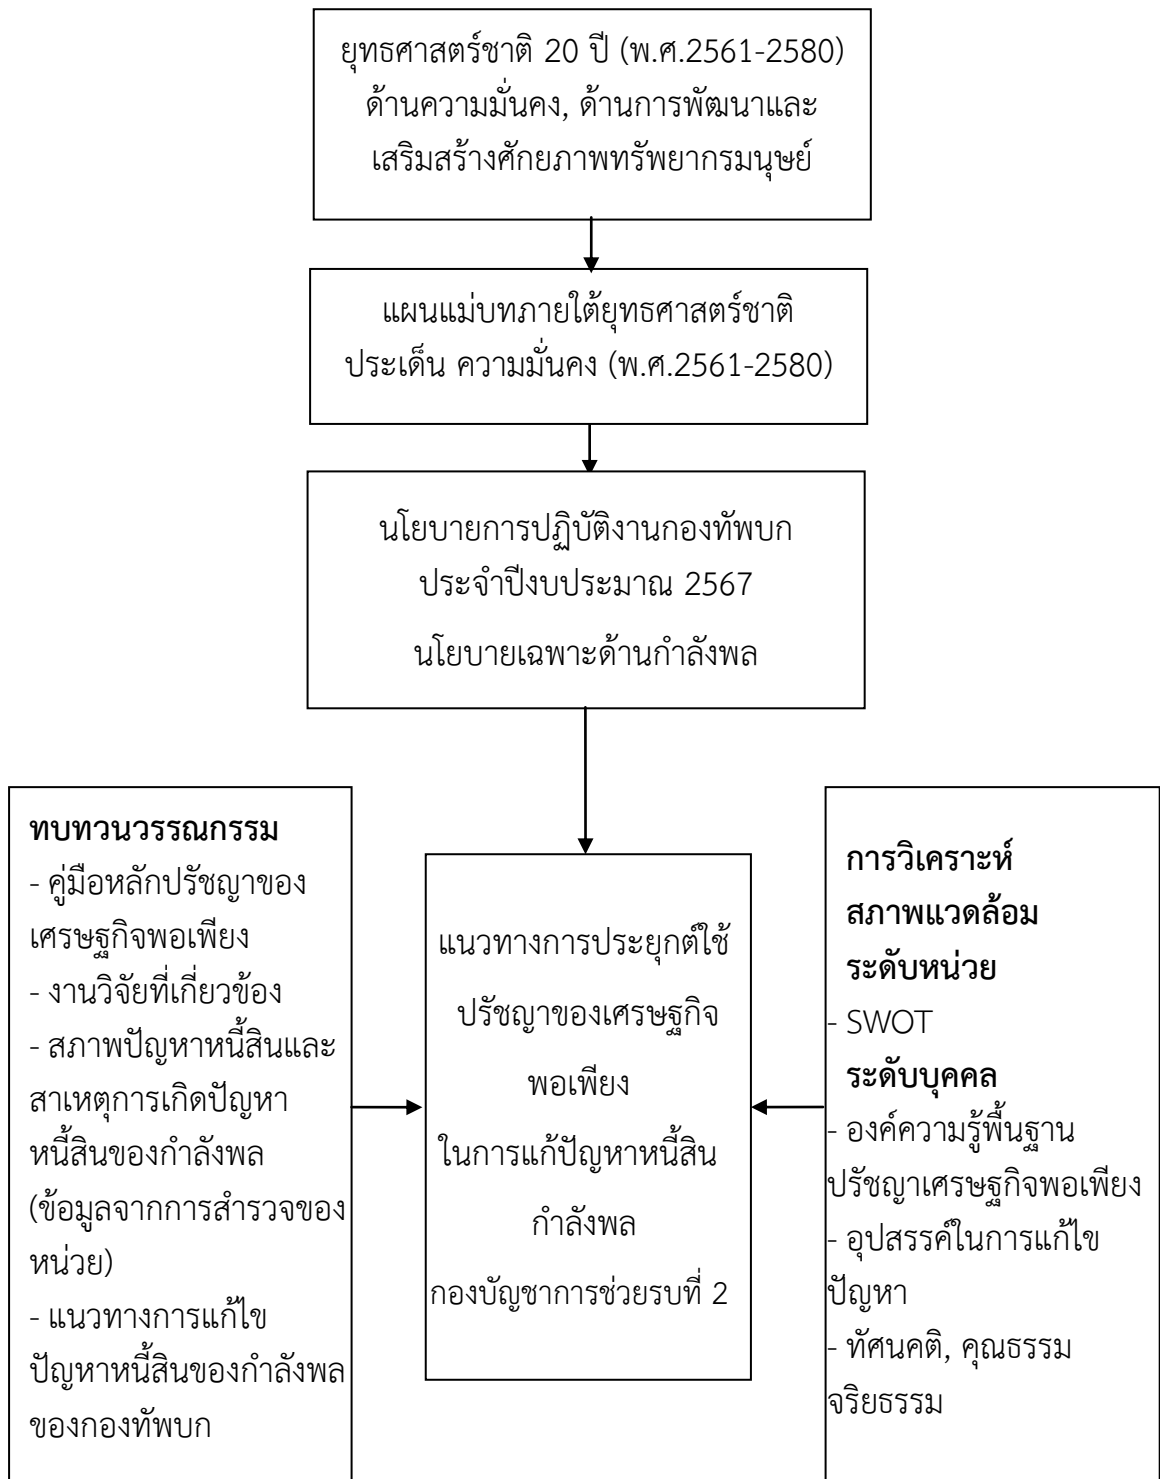 ยุทธศาสตร์ชาติ 20 ปี (พ.ศ.2561-2580)
ด้านความมั่นคง, ด้านการพัฒนาและ
เสริมสร้างศักยภาพทรัพยากรมนุษย์
แผนแม่บทภายใต้ยุทธศาสตร์ชาติ
ประเด็น ความมั่นคง (พ.ศ.2561-2580)
นโยบายการปฏิบัติงานกองทัพบก
ประจำปีงบประมาณ 2567
นโยบายเฉพาะด้านกำลังพล
ทบทวนวรรณกรรม
- คู่มือหลักปรัชญาของ
เศรษฐกิจพอเพียง
- งานวิจัยที่เกี่ยวข้อง
- สภาพปัญหาหนี้สินและ
สาเหตุการเกิดปัญหา
หนี้สินของกำลังพล
(ข้อมูลจากการสำรวจของ
หน่วย)
- แนวทางการแก้ไข
ปัญหาหนี้สินของกำลังพล
ของกองทัพบก
แนวทางการประยุกต์ใช้
ปรัชญาของเศรษฐกิจ
พอเพียง
ในการแก้ปัญหาหนี้สิน
กำลังพล
กองบัญชาการช่วยรบที่ 2
การวิเคราะห์
สภาพแวดล้อม
ระดับหน่วย
- SWOT
ระดับบุคคล
- องค์ความรู้พื้นฐาน
ปรัชญาเศรษฐกิจพอเพียง
- อุปสรรค์ในการแก้ไข
ปัญหา
- ทัศนคติ, คุณธรรม
จริยธรรม